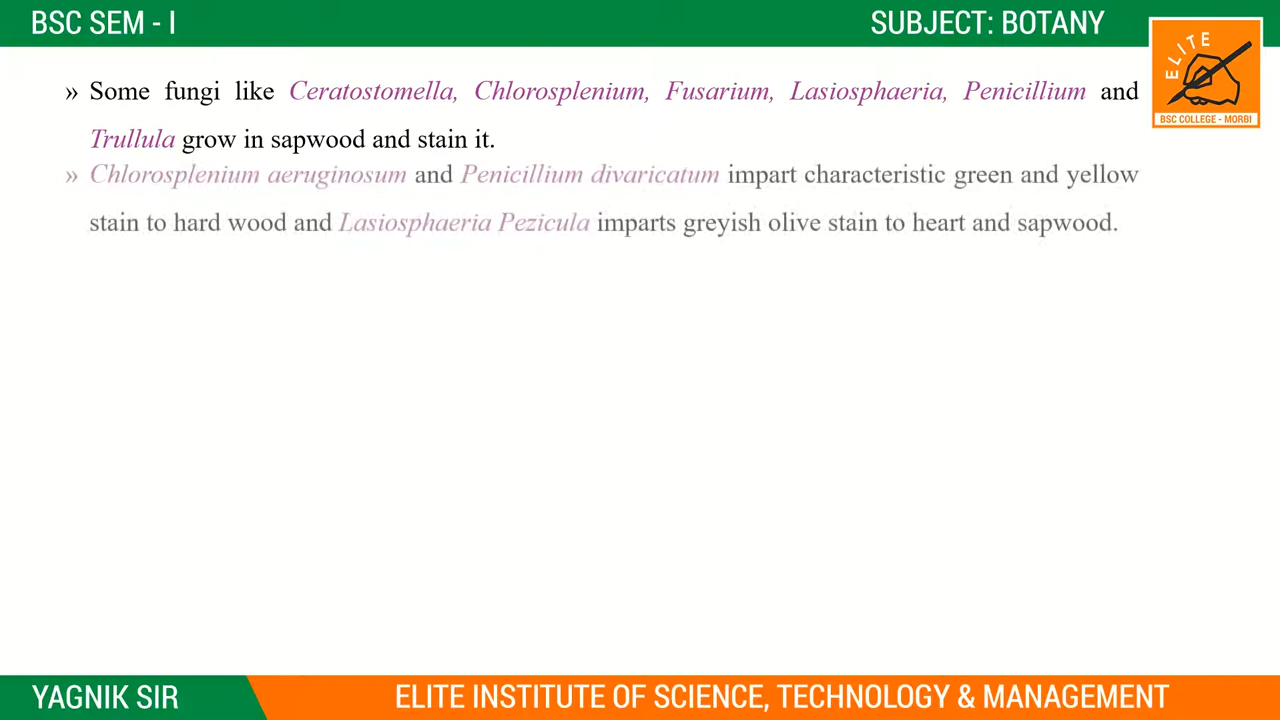 BSC SEM - I
SUBJECT: BOTANY
ELITE
BSC COLLEGE - MORBI
» Some fungi like Ceratostomella, Chlorosplenium, Fusarium, Lasiosphaeria, Penicillium and
Trullula grow in sapwood and stain it.
» Chlorosplenium aeruginosum and Penicillium divaricatum impart characteristic green and yellow
stain to hard wood and Lasiosphaeria Pezicula imparts greyish olive stain to heart and sapwood.
YAGNIK SIR
ELITE INSTITUTE OF SCIENCE, TECHNOLOGY & MANAGEMENT